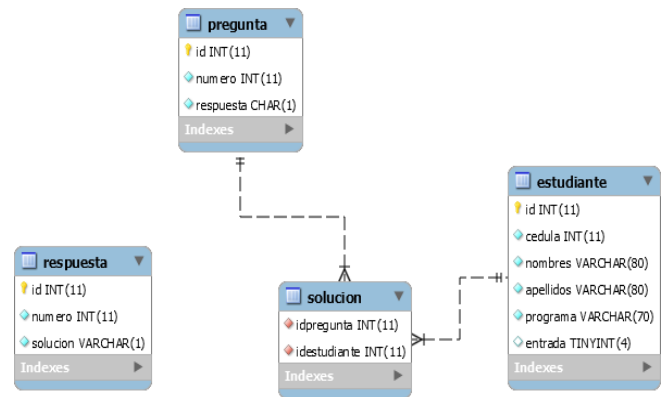 pregunta
id INT(11)
numero INT(11)
respuesta CHAR(1)
Indexes
estudiante
id INT(11)
cedula INT(11)
nombres VARCHAR(80)
apellidos VARCHAR(80)
programa VARCHAR(70)
entrada TINYINT(4)
Indexes
respuesta
id INT(11)
numero INT(11)
solucion VARCHAR(1)
Indexes
solucion
idpregunta INT(11)
idestudiante INT(11)
Indexes